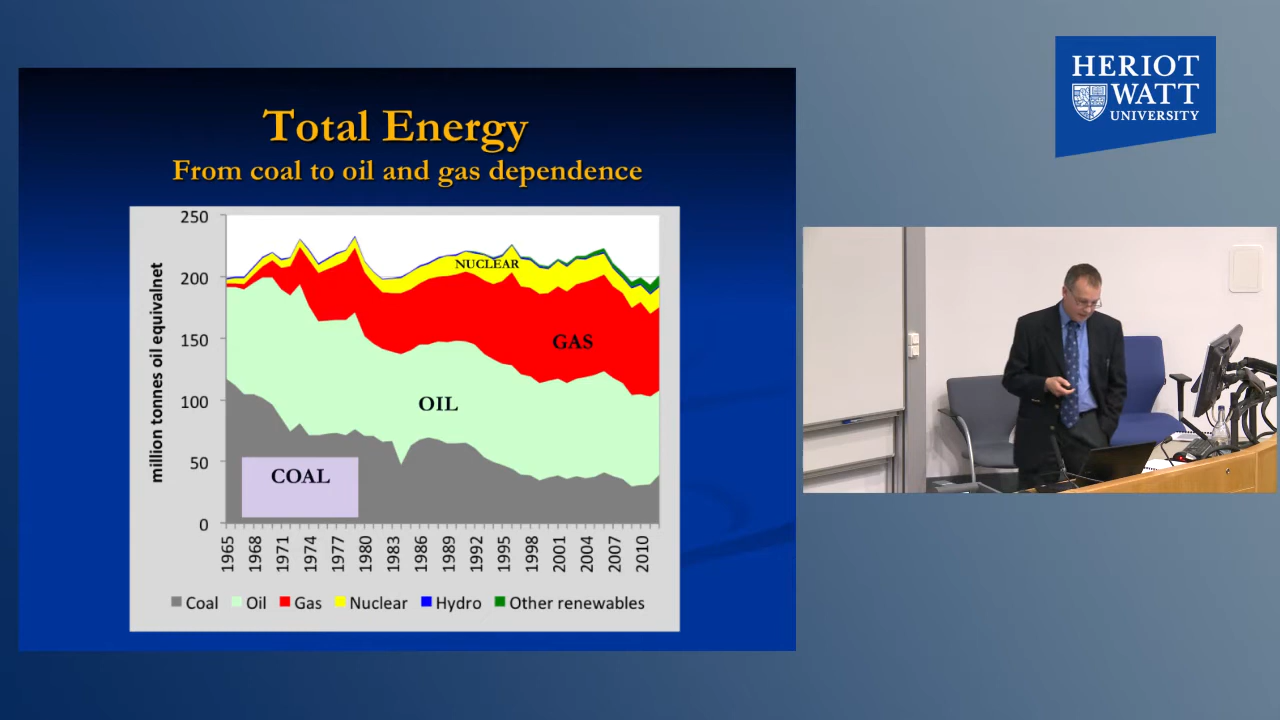 HERIOT
WATT
UNIVERSITY
Total Energy
From coal to oil and gas dependence
million tonnes oil equivalnet
250
200
150
100
50
0
NUCLEAR
GAS
OIL
COAL
1965
1968
1971
1974
1977
1980
1983
1986
1989
1992
1995
1998
2001
2004
2007
2010
Coal Oil Gas Nuclear Hydro Other renewables